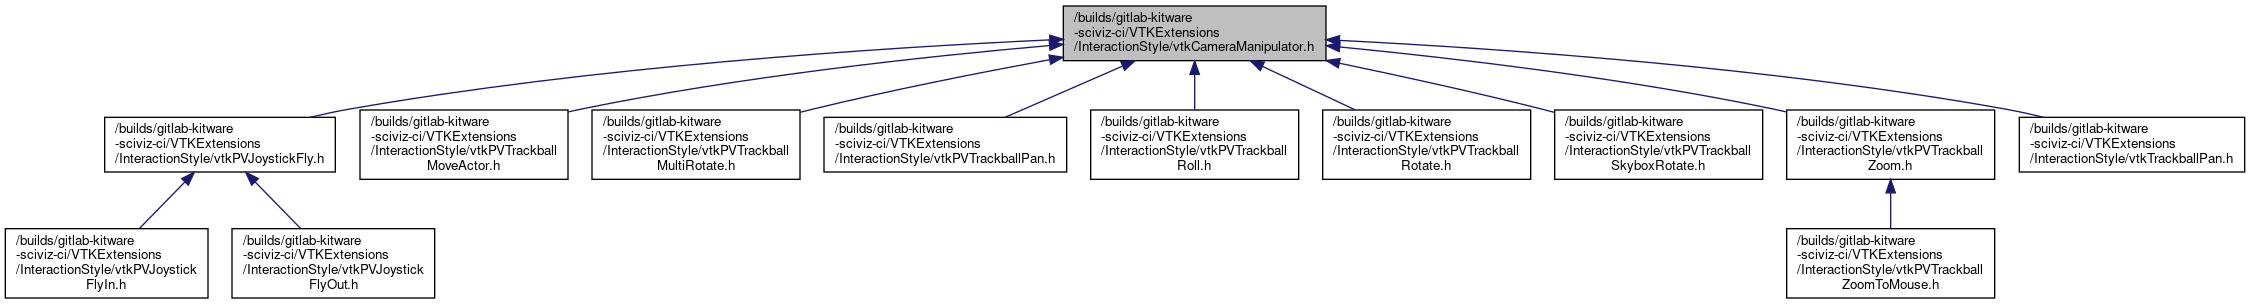 /builds/gitlab-kitware
-sciviz-ci/VTKExtensions
/InteractionStyle/vtkCameraManipulator.h
/builds/gitlab-kitware
-sciviz-ci/VTKExtensions
/InteractionStyle/vtkPVJoystickFly.h
/builds/gitlab-kitware
-sciviz-ci/VTKExtensions
/InteractionStyle/vtkPVTrackball
MoveActor.h
/builds/gitlab-kitware
-sciviz-ci/VTKExtensions
/InteractionStyle/vtkPVTrackball
MultiRotate.h
/builds/gitlab-kitware
-sciviz-ci/VTKExtensions
/InteractionStyle/vtkPVTrackballPan.h
/builds/gitlab-kitware
-sciviz-ci/VTKExtensions
/InteractionStyle/vtkPVTrackball
Roll.h
/builds/gitlab-kitware
-sciviz-ci/VTKExtensions
/InteractionStyle/vtkPVTrackball
Rotate.h
/builds/gitlab-kitware
-sciviz-ci/VTKExtensions
/InteractionStyle/vtkPVTrackball
SkyboxRotate.h
/builds/gitlab-kitware
-sciviz-ci/VTKExtensions
/InteractionStyle/vtkPVTrackball
Zoom.h
/builds/gitlab-kitware
-sciviz-ci/VTKExtensions
/InteractionStyle/vtkTrackballPan.h
/builds/gitlab-kitware
-sciviz-ci/VTKExtensions
/InteractionStyle/vtkPVJoystick
FlyIn.h
/builds/gitlab-kitware
-sciviz-ci/VTKExtensions
/InteractionStyle/vtkPVJoystick
FlyOut.h
/builds/gitlab-kitware
-sciviz-ci/VTKExtensions
/InteractionStyle/vtkPVTrackball
ZoomToMouse.h